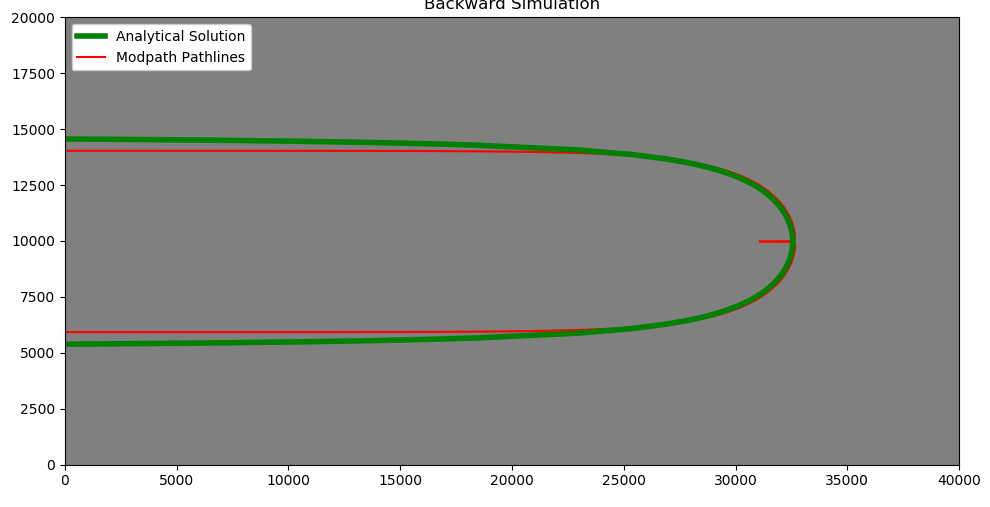 Backward Simulation
Analytical Solution
Modpath Pathlines
20000
17500
15000
12500
10000
7500
5000
2500
0
0 5000 10000 15000 20000 25000 30000 35000 40000